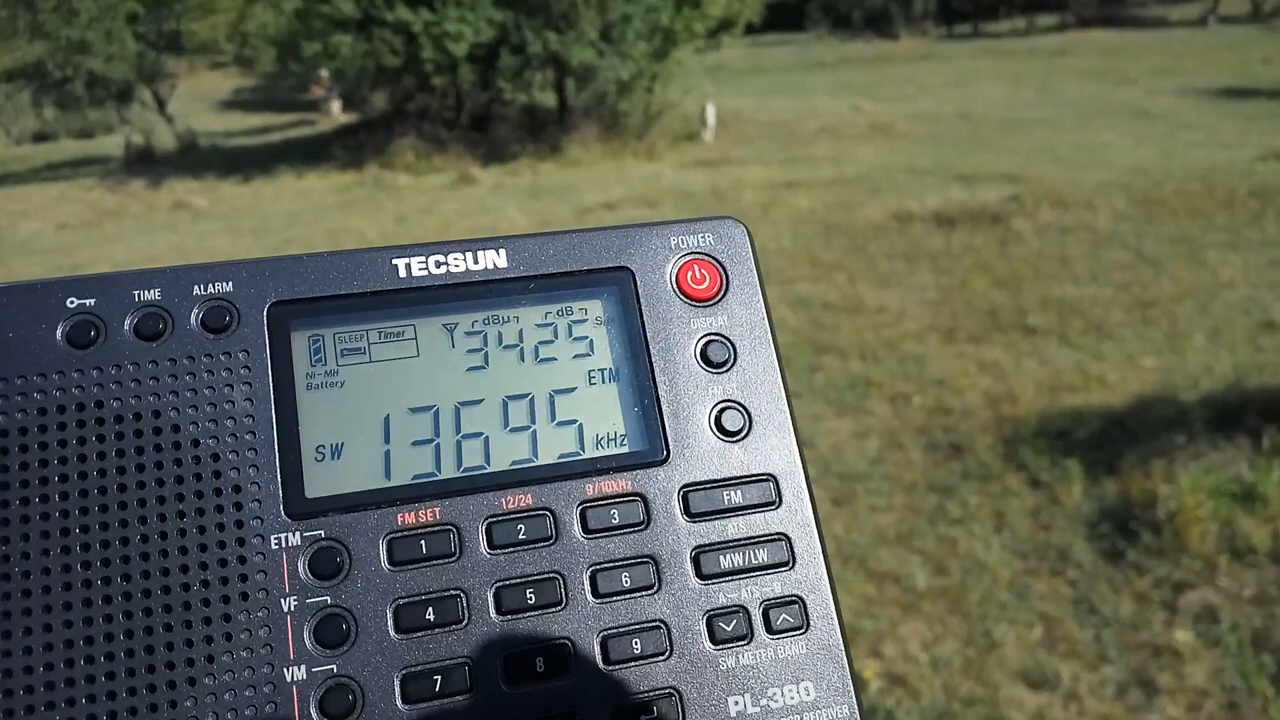 TECSUN
POWER
TIME
ALARM
DISPLAY
SLEEP
Timer
dBµ
dB
3425
Ni-MH
Battery
ETM
SW
13695
kHz
FM SET
12/24
9/10kHz
FM
1
2
3
ETM
ATS
MW/LW
4
5
6
VF
7
8
9
SW METER BAND
VM
PL-380
RECEIVER